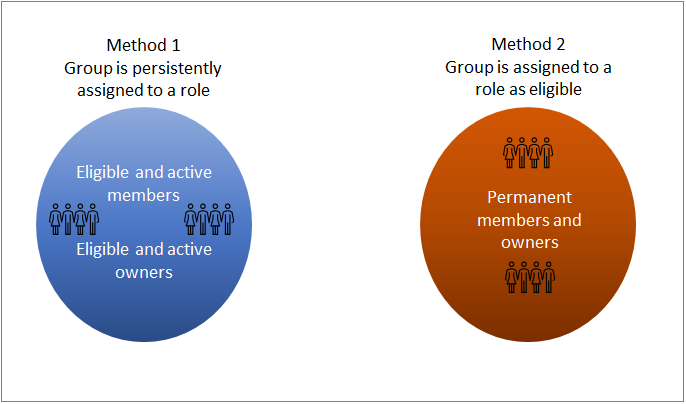 Method 1
Group is persistently
assigned to a role
Eligible and active
members
Eligible and active
owners
Method 2
Group is assigned to a
role as eligible
Permanent
members and
owners